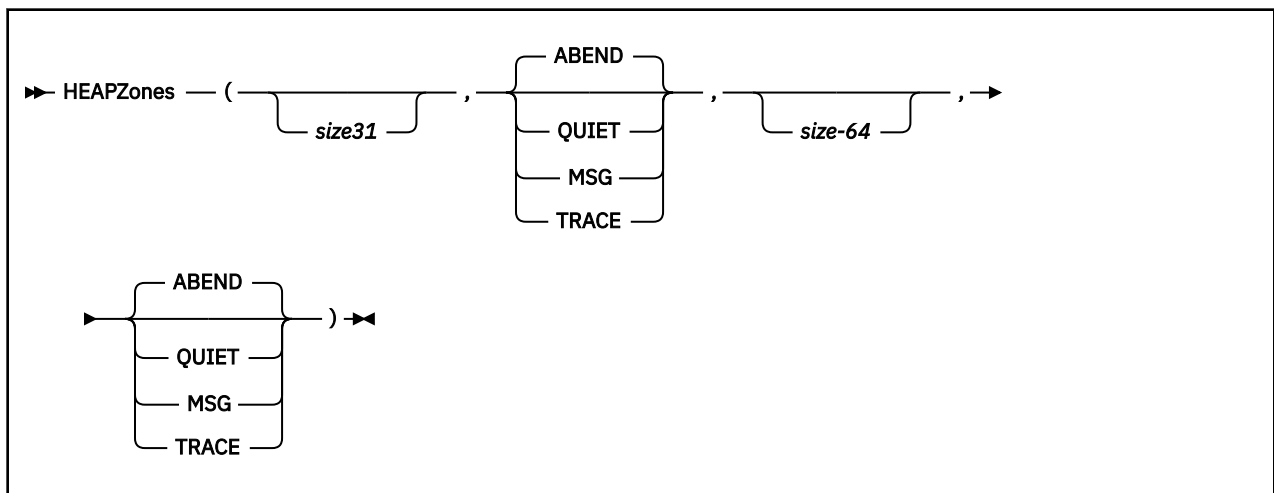 ABEND
HEAPZones ( , , ,
size31 QUIET size-64
MSG
TRACE
ABEND
)
QUIET
MSG
TRACE